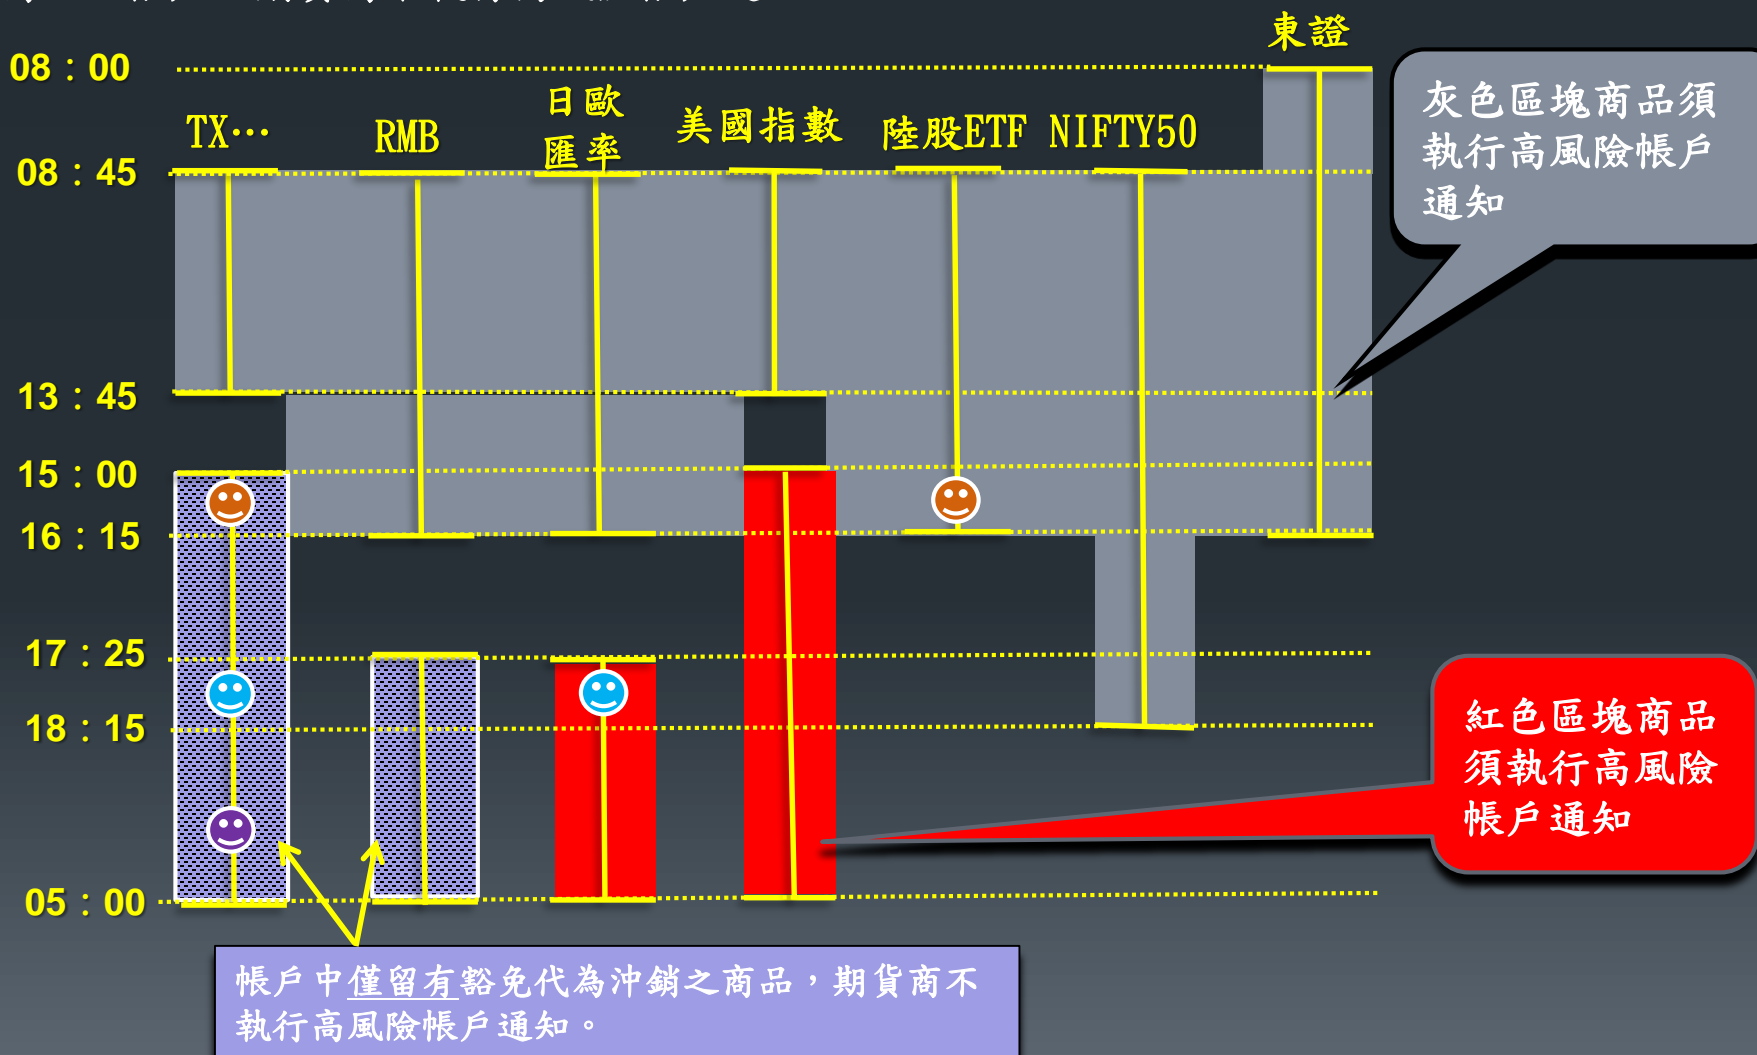 東證
08：00
日歐
匯率
TX…
RMB
美國指數
陸股ETF
NIFTY50
灰色區塊商品須
執行高風險帳戶
通知
08：45
13：45
15：00
16：15
17：25
18：15
紅色區塊商品
須執行高風險
帳戶通知
05：00
帳戶中僅留有豁免代為沖銷之商品，期貨商不
執行高風險帳戶通知。